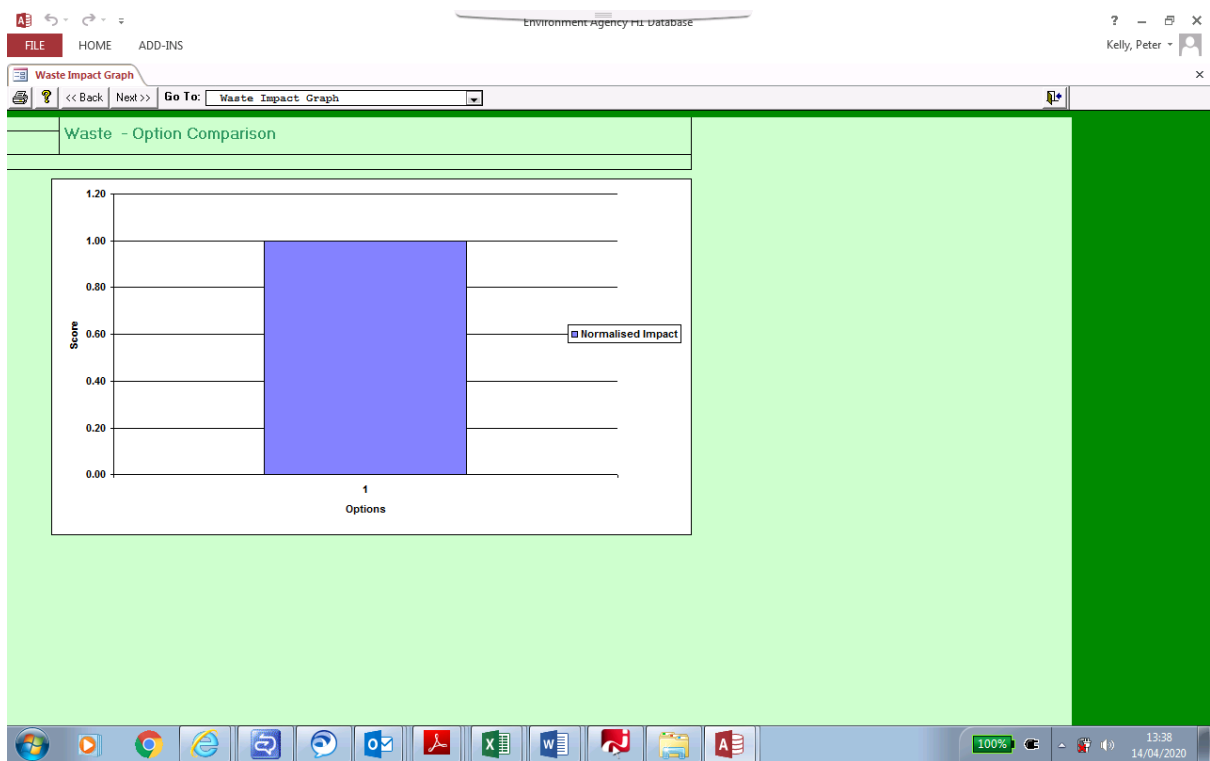 Environment Agency H1 Database
? 
FILE HOME ADD-INS
Kelly, Peter
Waste Impact Graph
<< Back Next >> Go To: Waste Impact Graph
Waste - Option Comparison
1.20
1.00
0.80
0.60
0.40
0.20
0.00
Score
Normalised Impact
1
Options
100%
13:38
14/04/2020